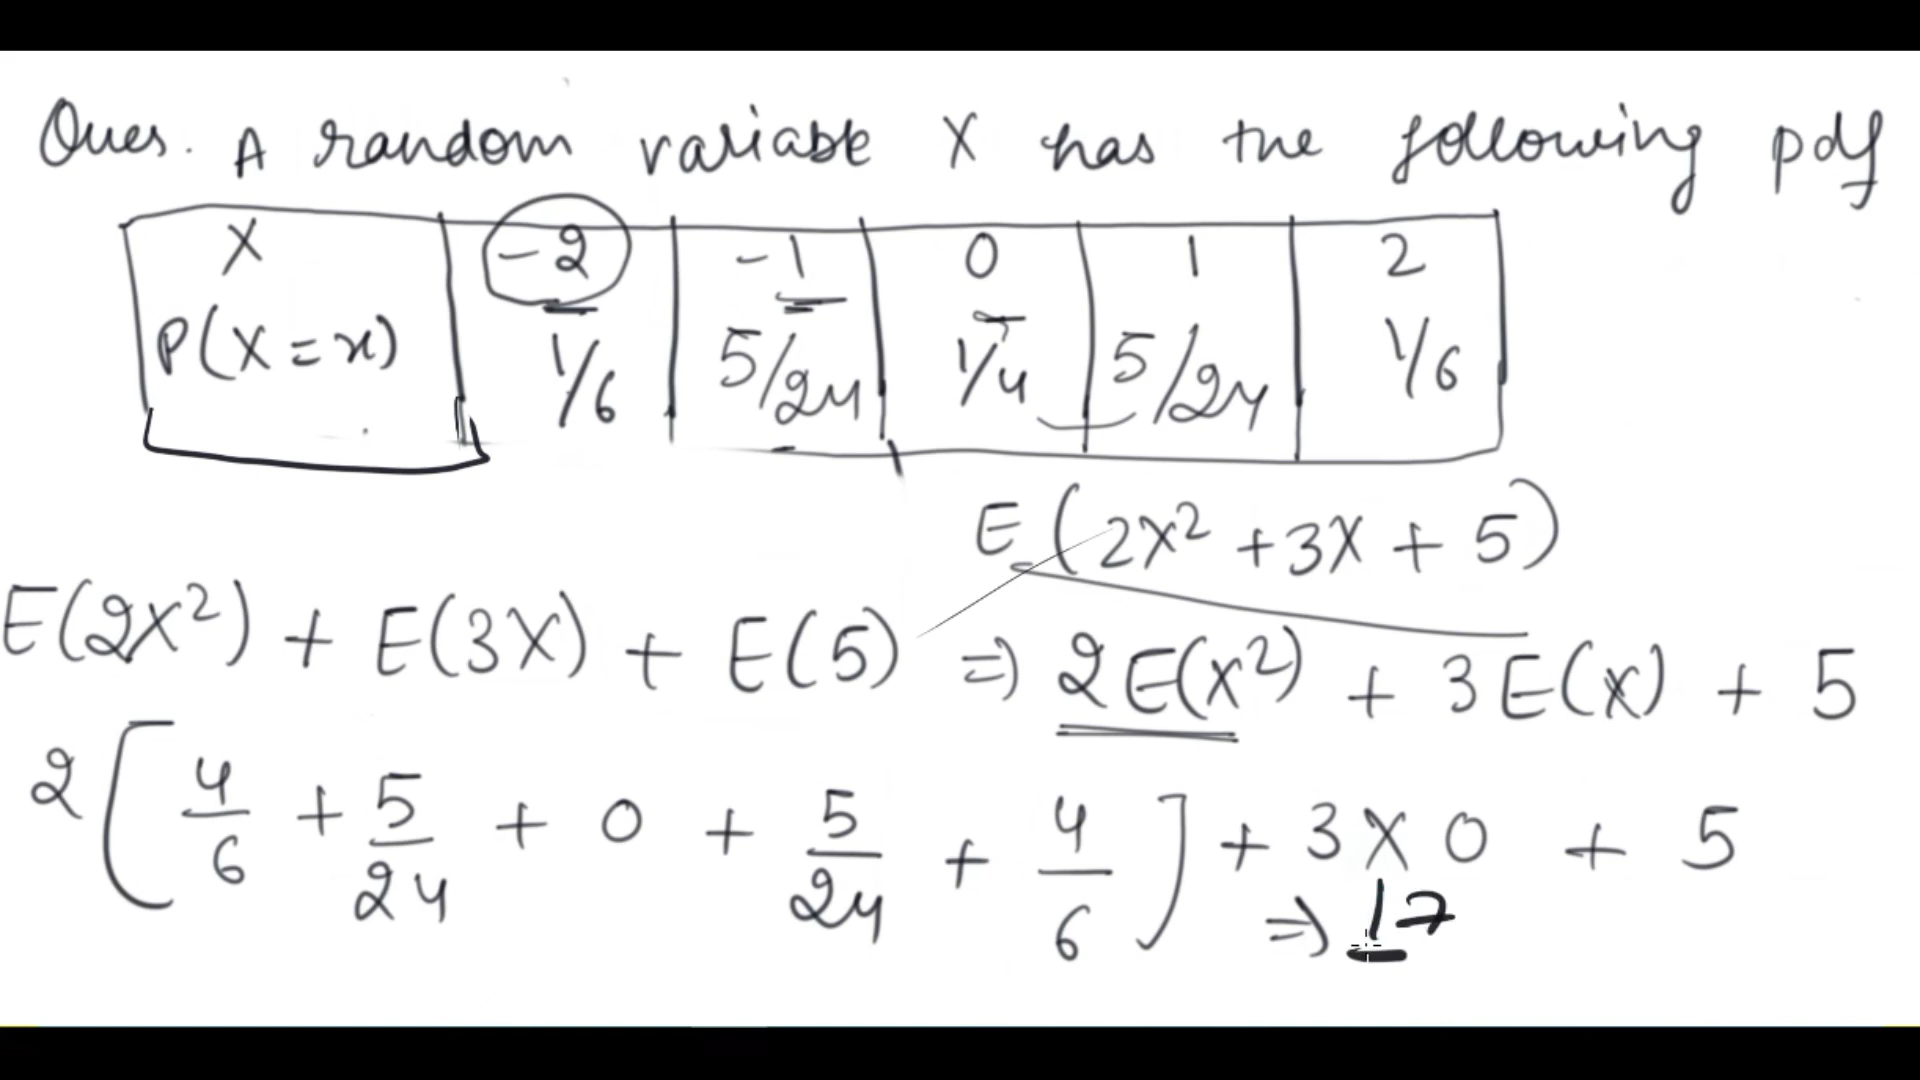 Ques. A random variable X has the following pdf
X -2 -1 0 1 2
P(X=x) 1/6 5/24 1/4 5/24 1/6
E(2X²+3X+5)
E(2X²)+E(3X)+E(5) ⇒ 2E(X²)+3E(X)+5
2[4/6+5/24+0+5/24+4/6]+3×0+5
⇒ 17